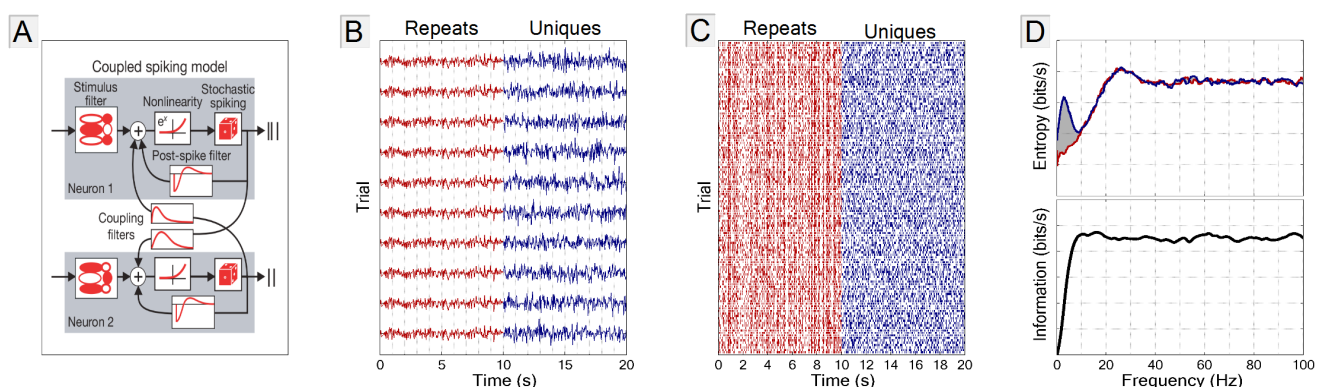 A
Coupled spiking model
Stimulus filter
Nonlinearity
Stochastic spiking
e^x
Post-spike filter
Neuron 1
Coupling filters
Neuron 2
B
Repeats Uniques
Trial
0 5 10 15 20
Time (s)
C
Repeats Uniques
Trial
0 2 4 6 8 10 12 14 16 18 20
Time (s)
D
Entropy (bits/s)
Information (bits/s)
0 20 40 60 80 100
Frequency (Hz)